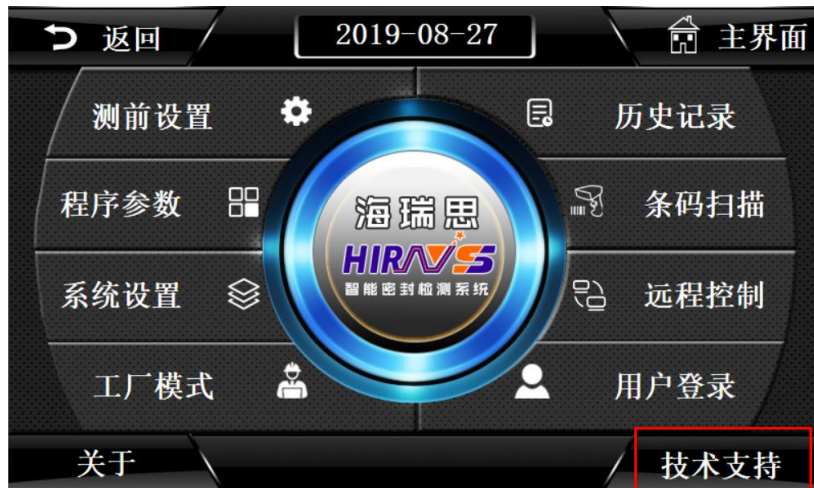 返回
2019-08-27
主界面
测前设置
历史记录
程序参数
条码扫描
海瑞思
HIRAYS
智能密封检测系统
系统设置
远程控制
工厂模式
用户登录
关于
技术支持